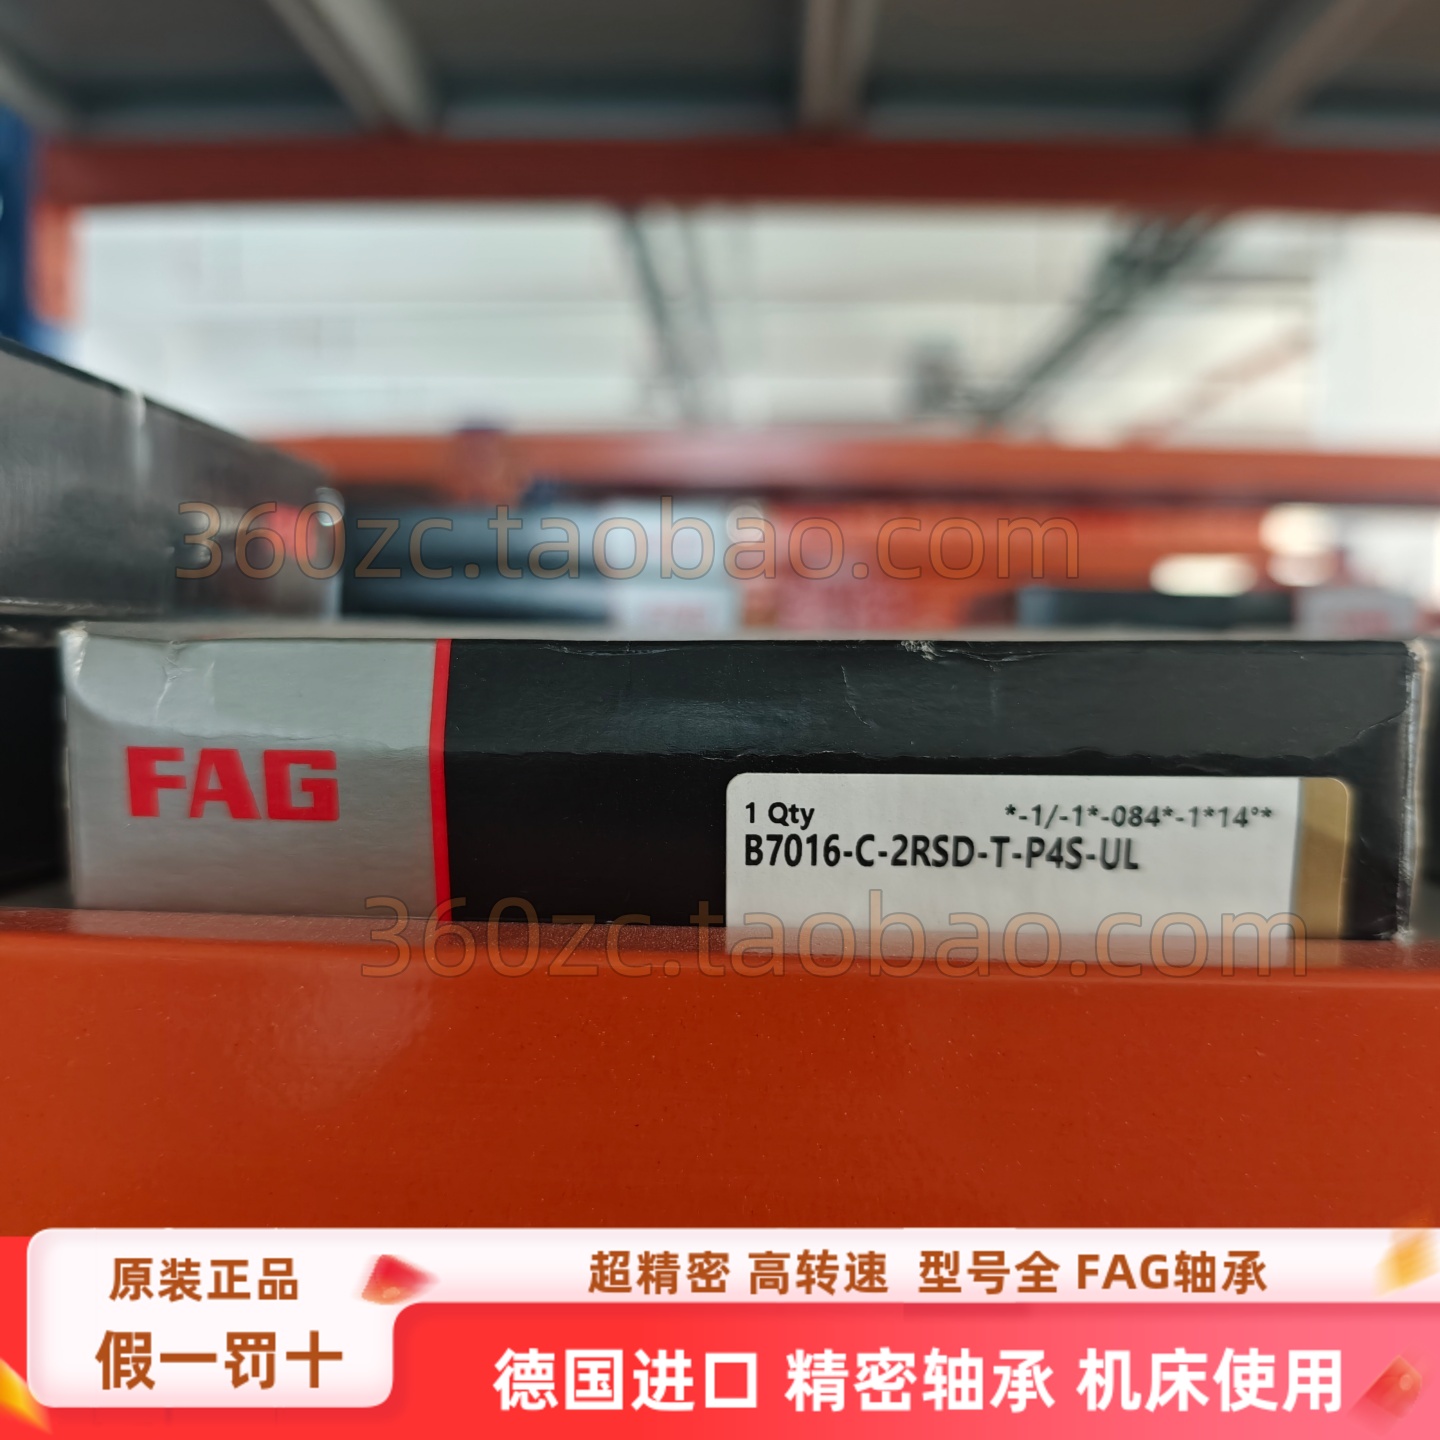 360zc.taobao.com
FAG
1 Qty *-1/-1*-084*-1*14°*
B7016-C-2RSD-T-P4S-UL
360zc.taobao.com
原装正品
假一罚十
超精密 高转速 型号全 FAG轴承
德国进口 精密轴承 机床使用